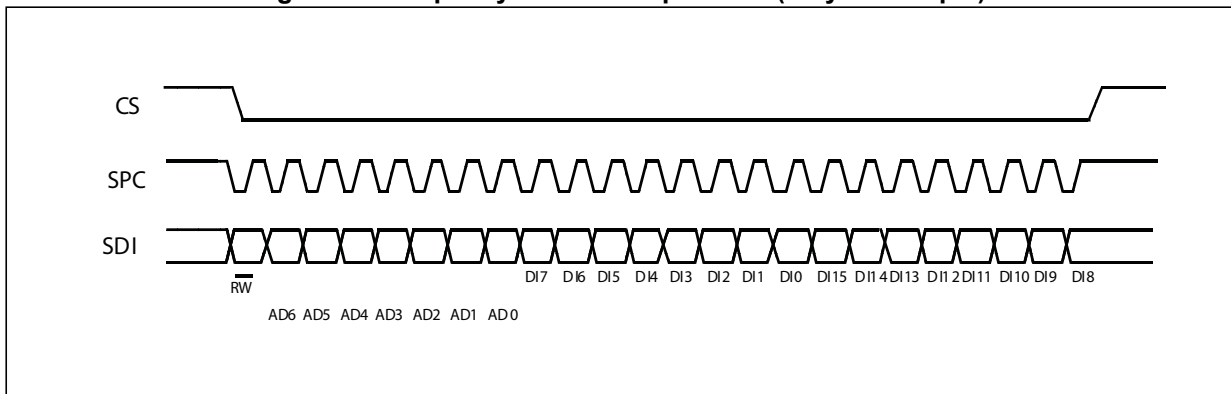 CS
SPC
SDI
RW
DI7 DI6 DI5 DI4 DI3 DI2 DI1 DI0 DI15 DI14 DI13 DI12 DI11 DI10 DI9 DI8
AD6 AD5 AD4 AD3 AD2 AD1 AD0